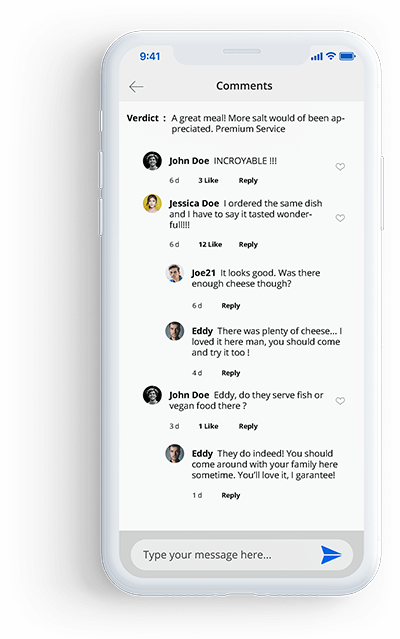 9:41
Comments
Verdict : A great meal! More salt would of been ap-
preciated. Premium Service
John Doe INCROYABLE !!!
6 d 3 Like Reply
Jessica Doe I ordered the same dish
and I have to say it tasted wonder-
ful!!!!
6 d 12 Like Reply
Joe21 It looks good. Was there
enough cheese though?
6 d Reply
Eddy There was plenty of cheese... I
loved it here man, you should come
and try it too !
4 d Reply
John Doe Eddy, do they serve fish or
vegan food there ?
3 d 1 Like Reply
Eddy They do indeed! You should
come around with your family here
sometime. You'll love it, I garantee!
1 d Reply
Type your message here...